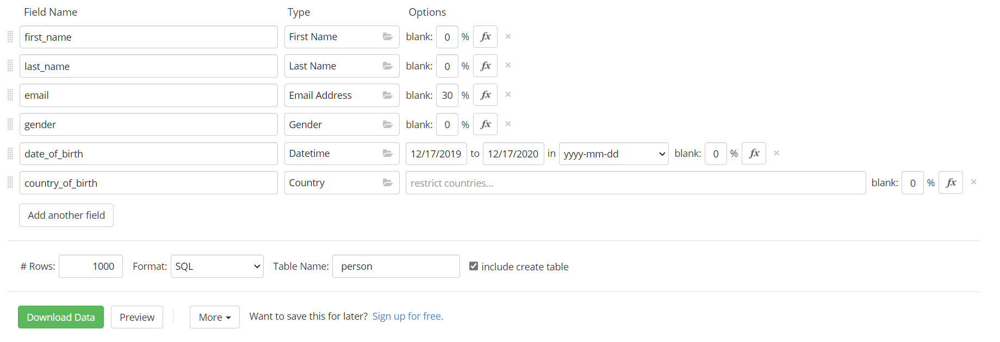 Field Name Type Options
first_name First Name blank: 0 % fx ×
last_name Last Name blank: 0 % fx ×
email Email Address blank: 30 % fx ×
gender Gender blank: 0 % fx ×
date_of_birth Datetime 12/17/2019 to 12/17/2020 in yyyy-mm-dd blank: 0 % fx ×
country_of_birth Country restrict countries... blank: 0 % fx ×
Add another field
# Rows: 1000 Format: SQL Table Name: person include create table
Download Data Preview More Want to save this for later? Sign up for free.